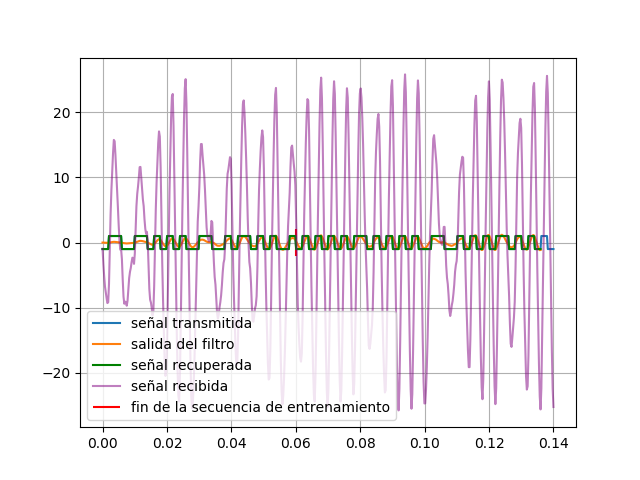 20
10
0
−10
−20
señal transmitida
salida del filtro
señal recuperada
señal recibida
fin de la secuencia de entrenamiento
0.00 0.02 0.04 0.06 0.08 0.10 0.12 0.14